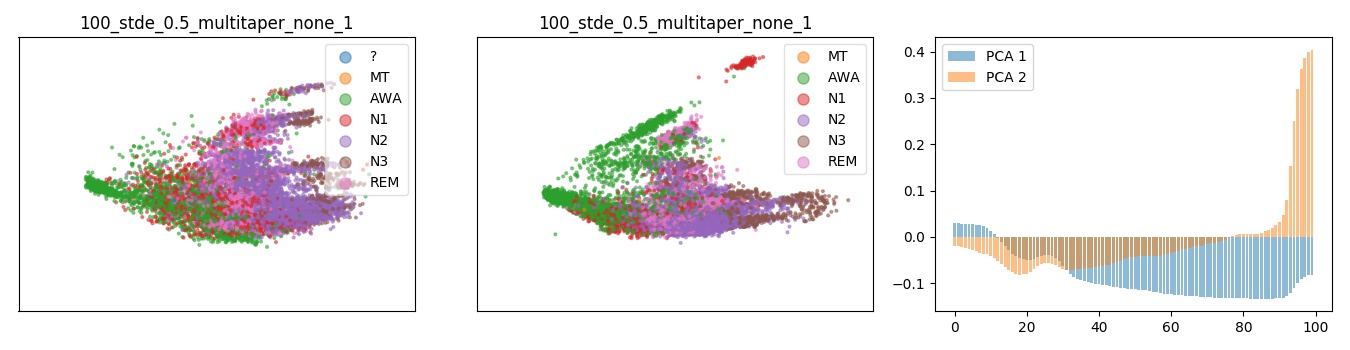 100_stde_0.5_multitaper_none_1
?
MT
AWA
N1
N2
N3
REM
100_stde_0.5_multitaper_none_1
MT
AWA
N1
N2
N3
REM
PCA 1
PCA 2
0.4
0.3
0.2
0.1
0.0
−0.1
0 20 40 60 80 100